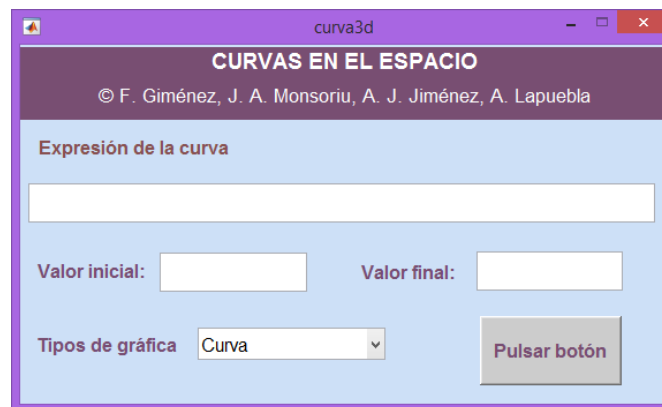 curva3d
CURVAS EN EL ESPACIO
© F. Giménez, J. A. Monsoriu, A. J. Jiménez, A. Lapuebla
Expresión de la curva
Valor inicial: Valor final:
Tipos de gráfica Curva Pulsar botón